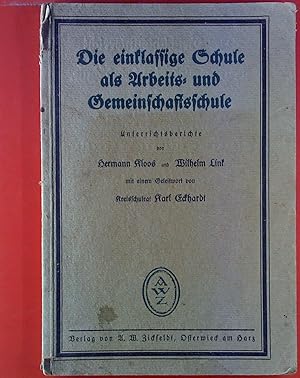 Die einklassige Schule
als Arbeits- und
Gemeinschaftsschule
Unterrichtsberichte
von
Hermann Kloos und Wilhelm Link
mit einem Geleitwort von
Kreisschulrat Karl Eckhardt
AWZ
Verlag von A. W. Zickfeldt, Osterwieck am Harz